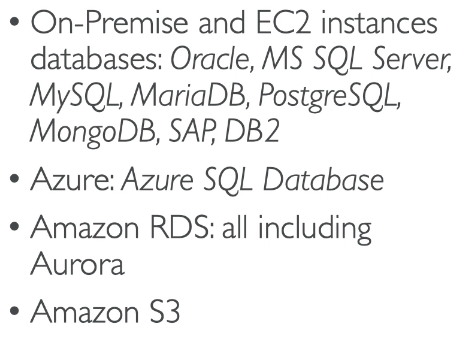 • On-Premise and EC2 instances
databases: Oracle, MS SQL Server,
MySQL, MariaDB, PostgreSQL,
MongoDB, SAP, DB2
• Azure: Azure SQL Database
• Amazon RDS: all including
Aurora
• Amazon S3